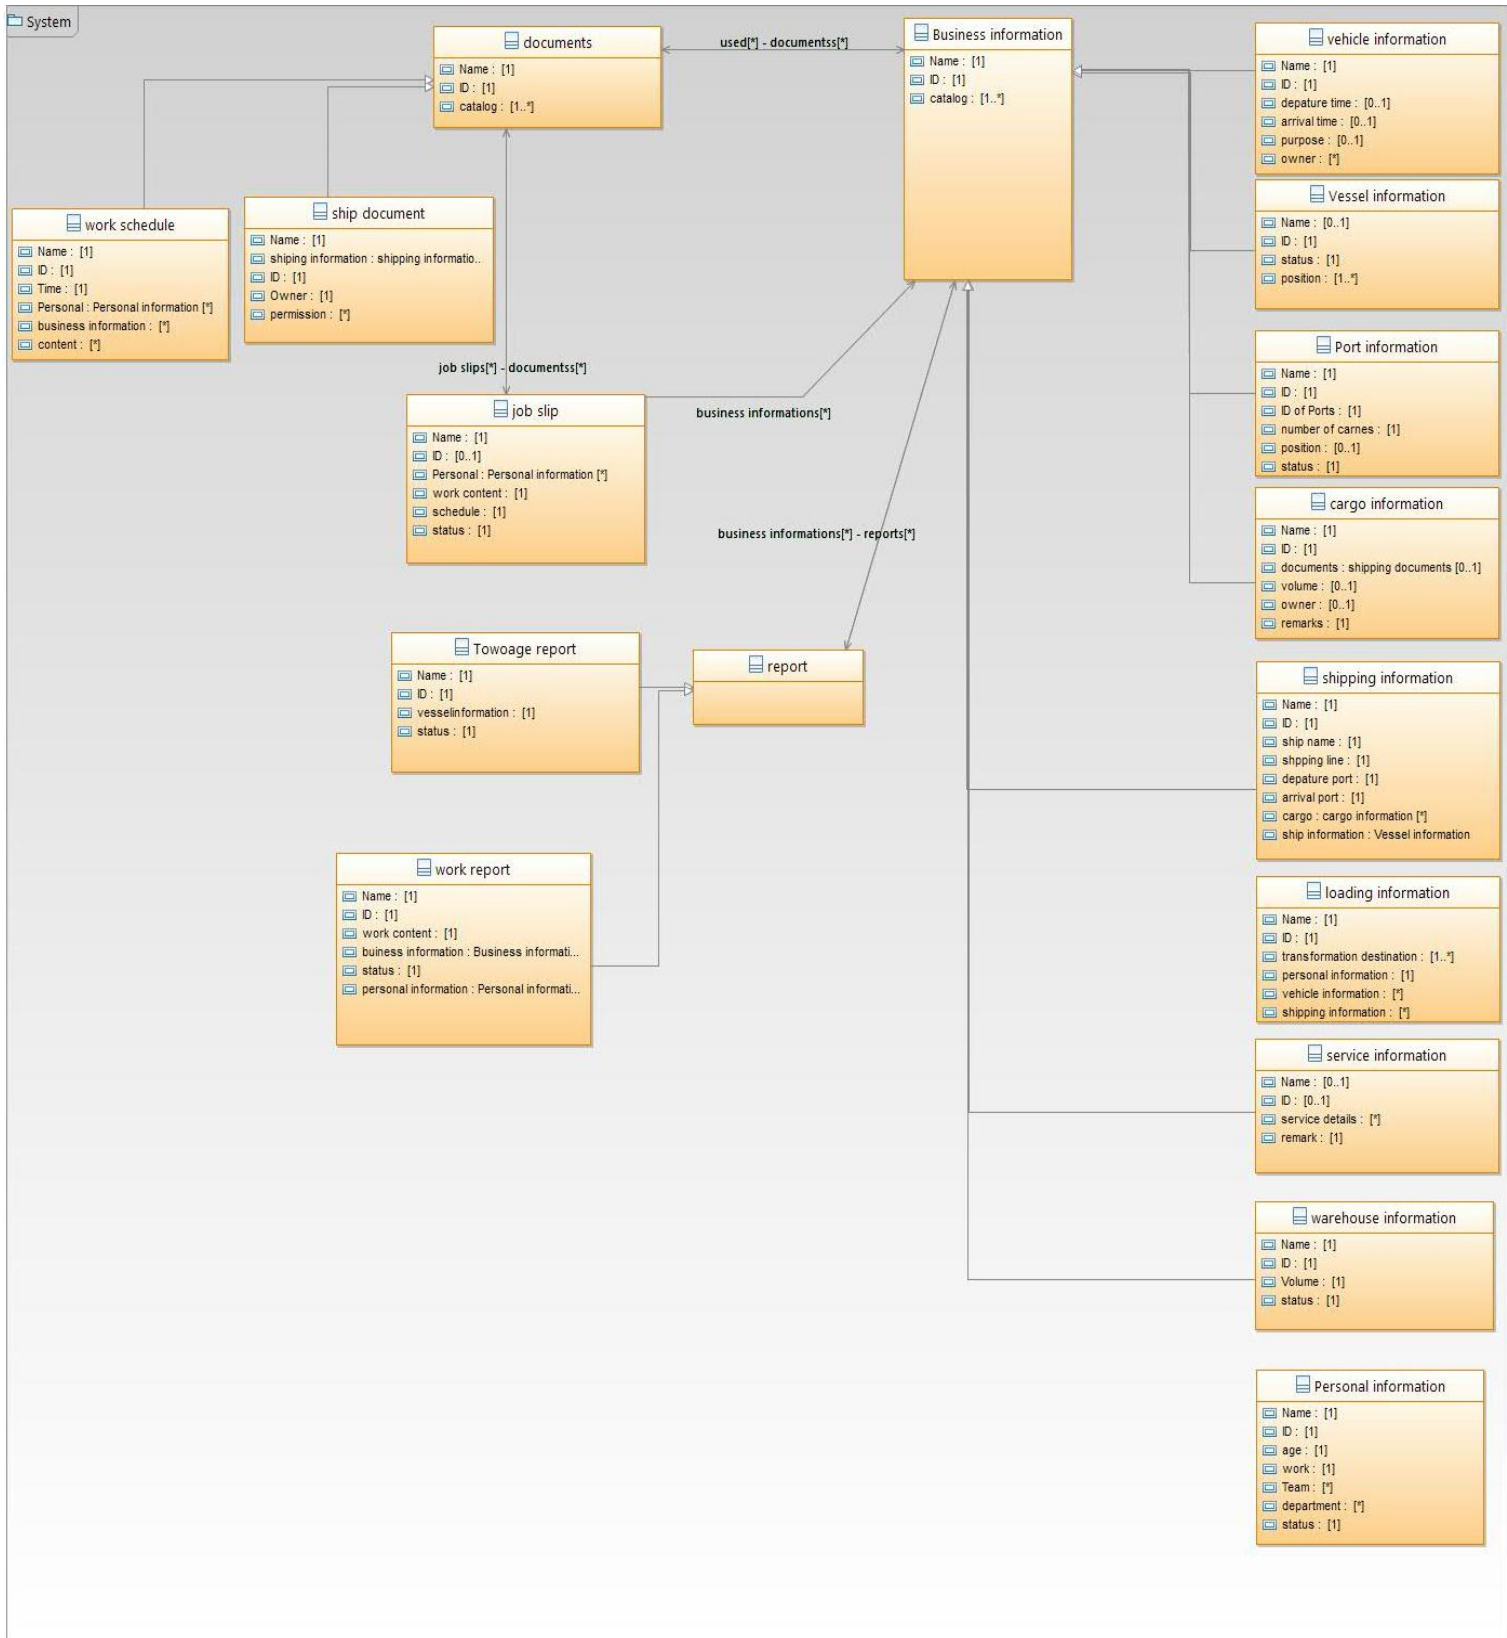 System
documents
Name : [1]
ID : [1]
catalog : [1..*]
used[*] - documentss[*]
Business information
Name : [1]
ID : [1]
catalog : [1..*]
vehicle information
Name : [1]
ID : [1]
depature time : [0..1]
arrival time : [0..1]
purpose : [0..1]
owner : [*]
Vessel information
Name : [0..1]
ID : [1]
status : [1]
position : [1..*]
work schedule
Name : [1]
ID : [1]
Time : [1]
Personal : Personal information [*]
business information : [*]
content : [*]
ship document
Name : [1]
shiping information : shipping informatio..
ID : [1]
Owner : [1]
permission : [*]
Port information
Name : [1]
ID : [1]
ID of Ports : [1]
number of carnes : [1]
position : [0..1]
status : [1]
job slips[*] - documentss[*]
business informations[*]
job slip
Name : [1]
ID : [0..1]
Personal : Personal information [*]
work content : [1]
schedule : [1]
status : [1]
business informations[*] - reports[*]
cargo information
Name : [1]
ID : [1]
documents : shipping documents [0..1]
volume : [0..1]
owner : [0..1]
remarks : [1]
Towoage report
Name : [1]
ID : [1]
vesselinformation : [1]
status : [1]
report
shipping information
Name : [1]
ID : [1]
ship name : [1]
shpping line : [1]
depature port : [1]
arrival port : [1]
cargo : cargo information [*]
ship information : Vessel information
work report
Name : [1]
ID : [1]
work content : [1]
buiness information : Business informati...
status : [1]
personal information : Personal informati...
loading information
Name : [1]
ID : [1]
transformation destination : [1..*]
personal information : [1]
vehicle information : [*]
shipping information : [*]
service information
Name : [0..1]
ID : [0..1]
service details : [*]
remark : [1]
warehouse information
Name : [1]
ID : [1]
Volume : [1]
status : [1]
Personal information
Name : [1]
ID : [1]
age : [1]
work : [1]
Team : [*]
department : [*]
status : [1]